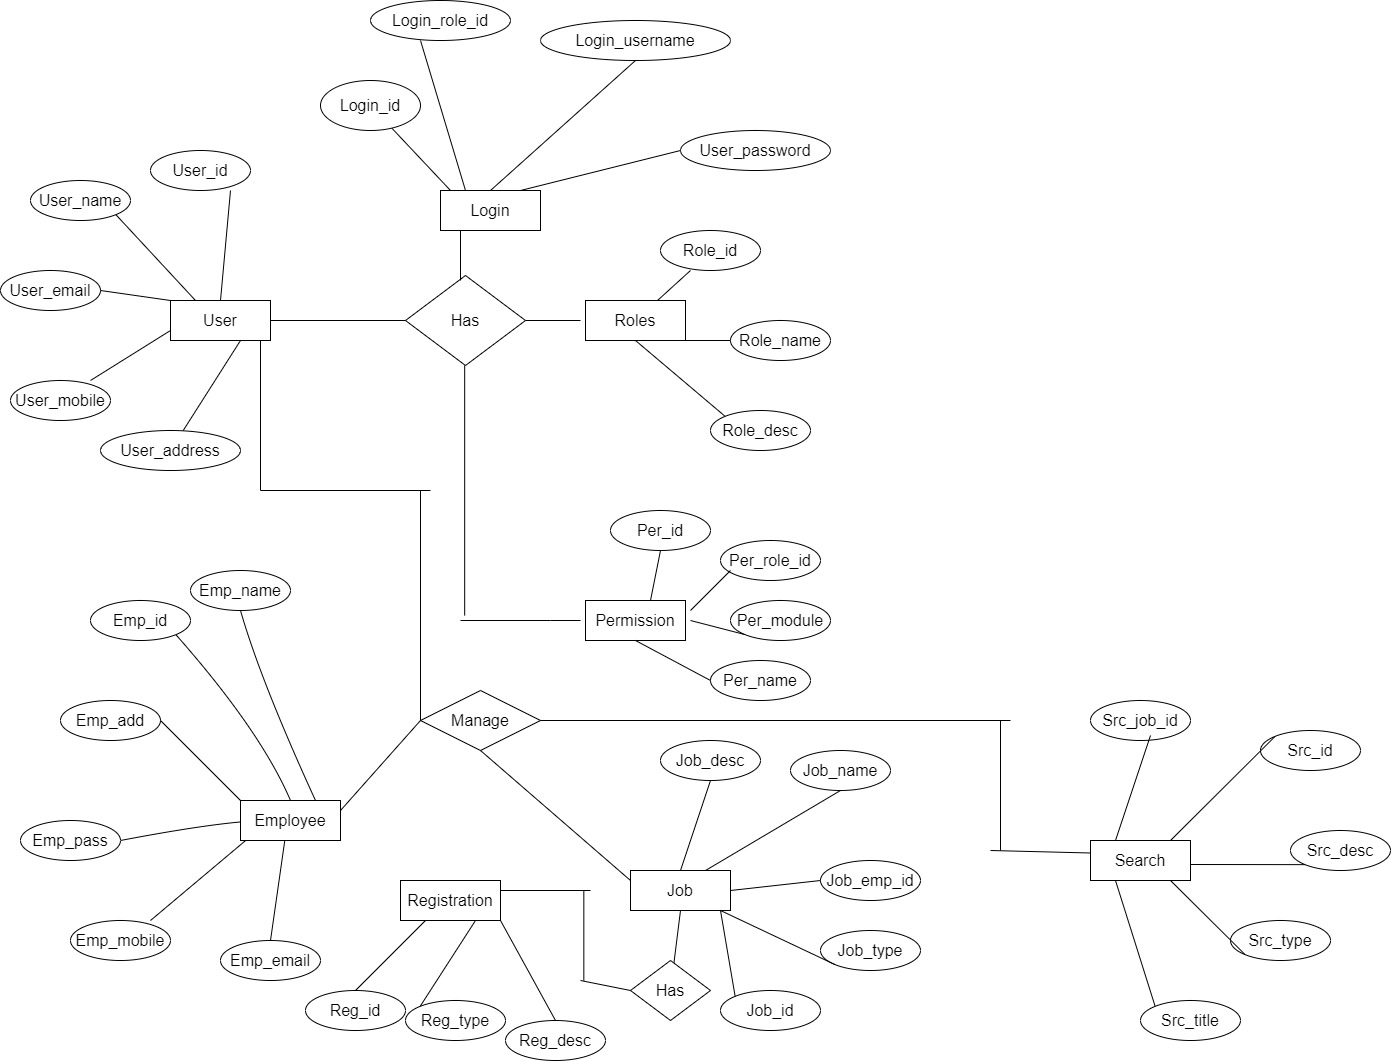 Login_role_id
Login_username
Login_id
User_password
User_id
User_name
Login
Role_id
User_email
User
Has
Roles
Role_name
User_mobile
User_address
Role_desc
Per_id
Per_role_id
Emp_name
Emp_id
Permission
Per_module
Per_name
Emp_add
Manage
Src_job_id
Job_desc
Job_name
Src_id
Employee
Emp_pass
Search
Src_desc
Registration
Job
Job_emp_id
Emp_mobile
Emp_email
Job_type
Src_type
Has
Reg_id
Reg_type
Reg_desc
Job_id
Src_title